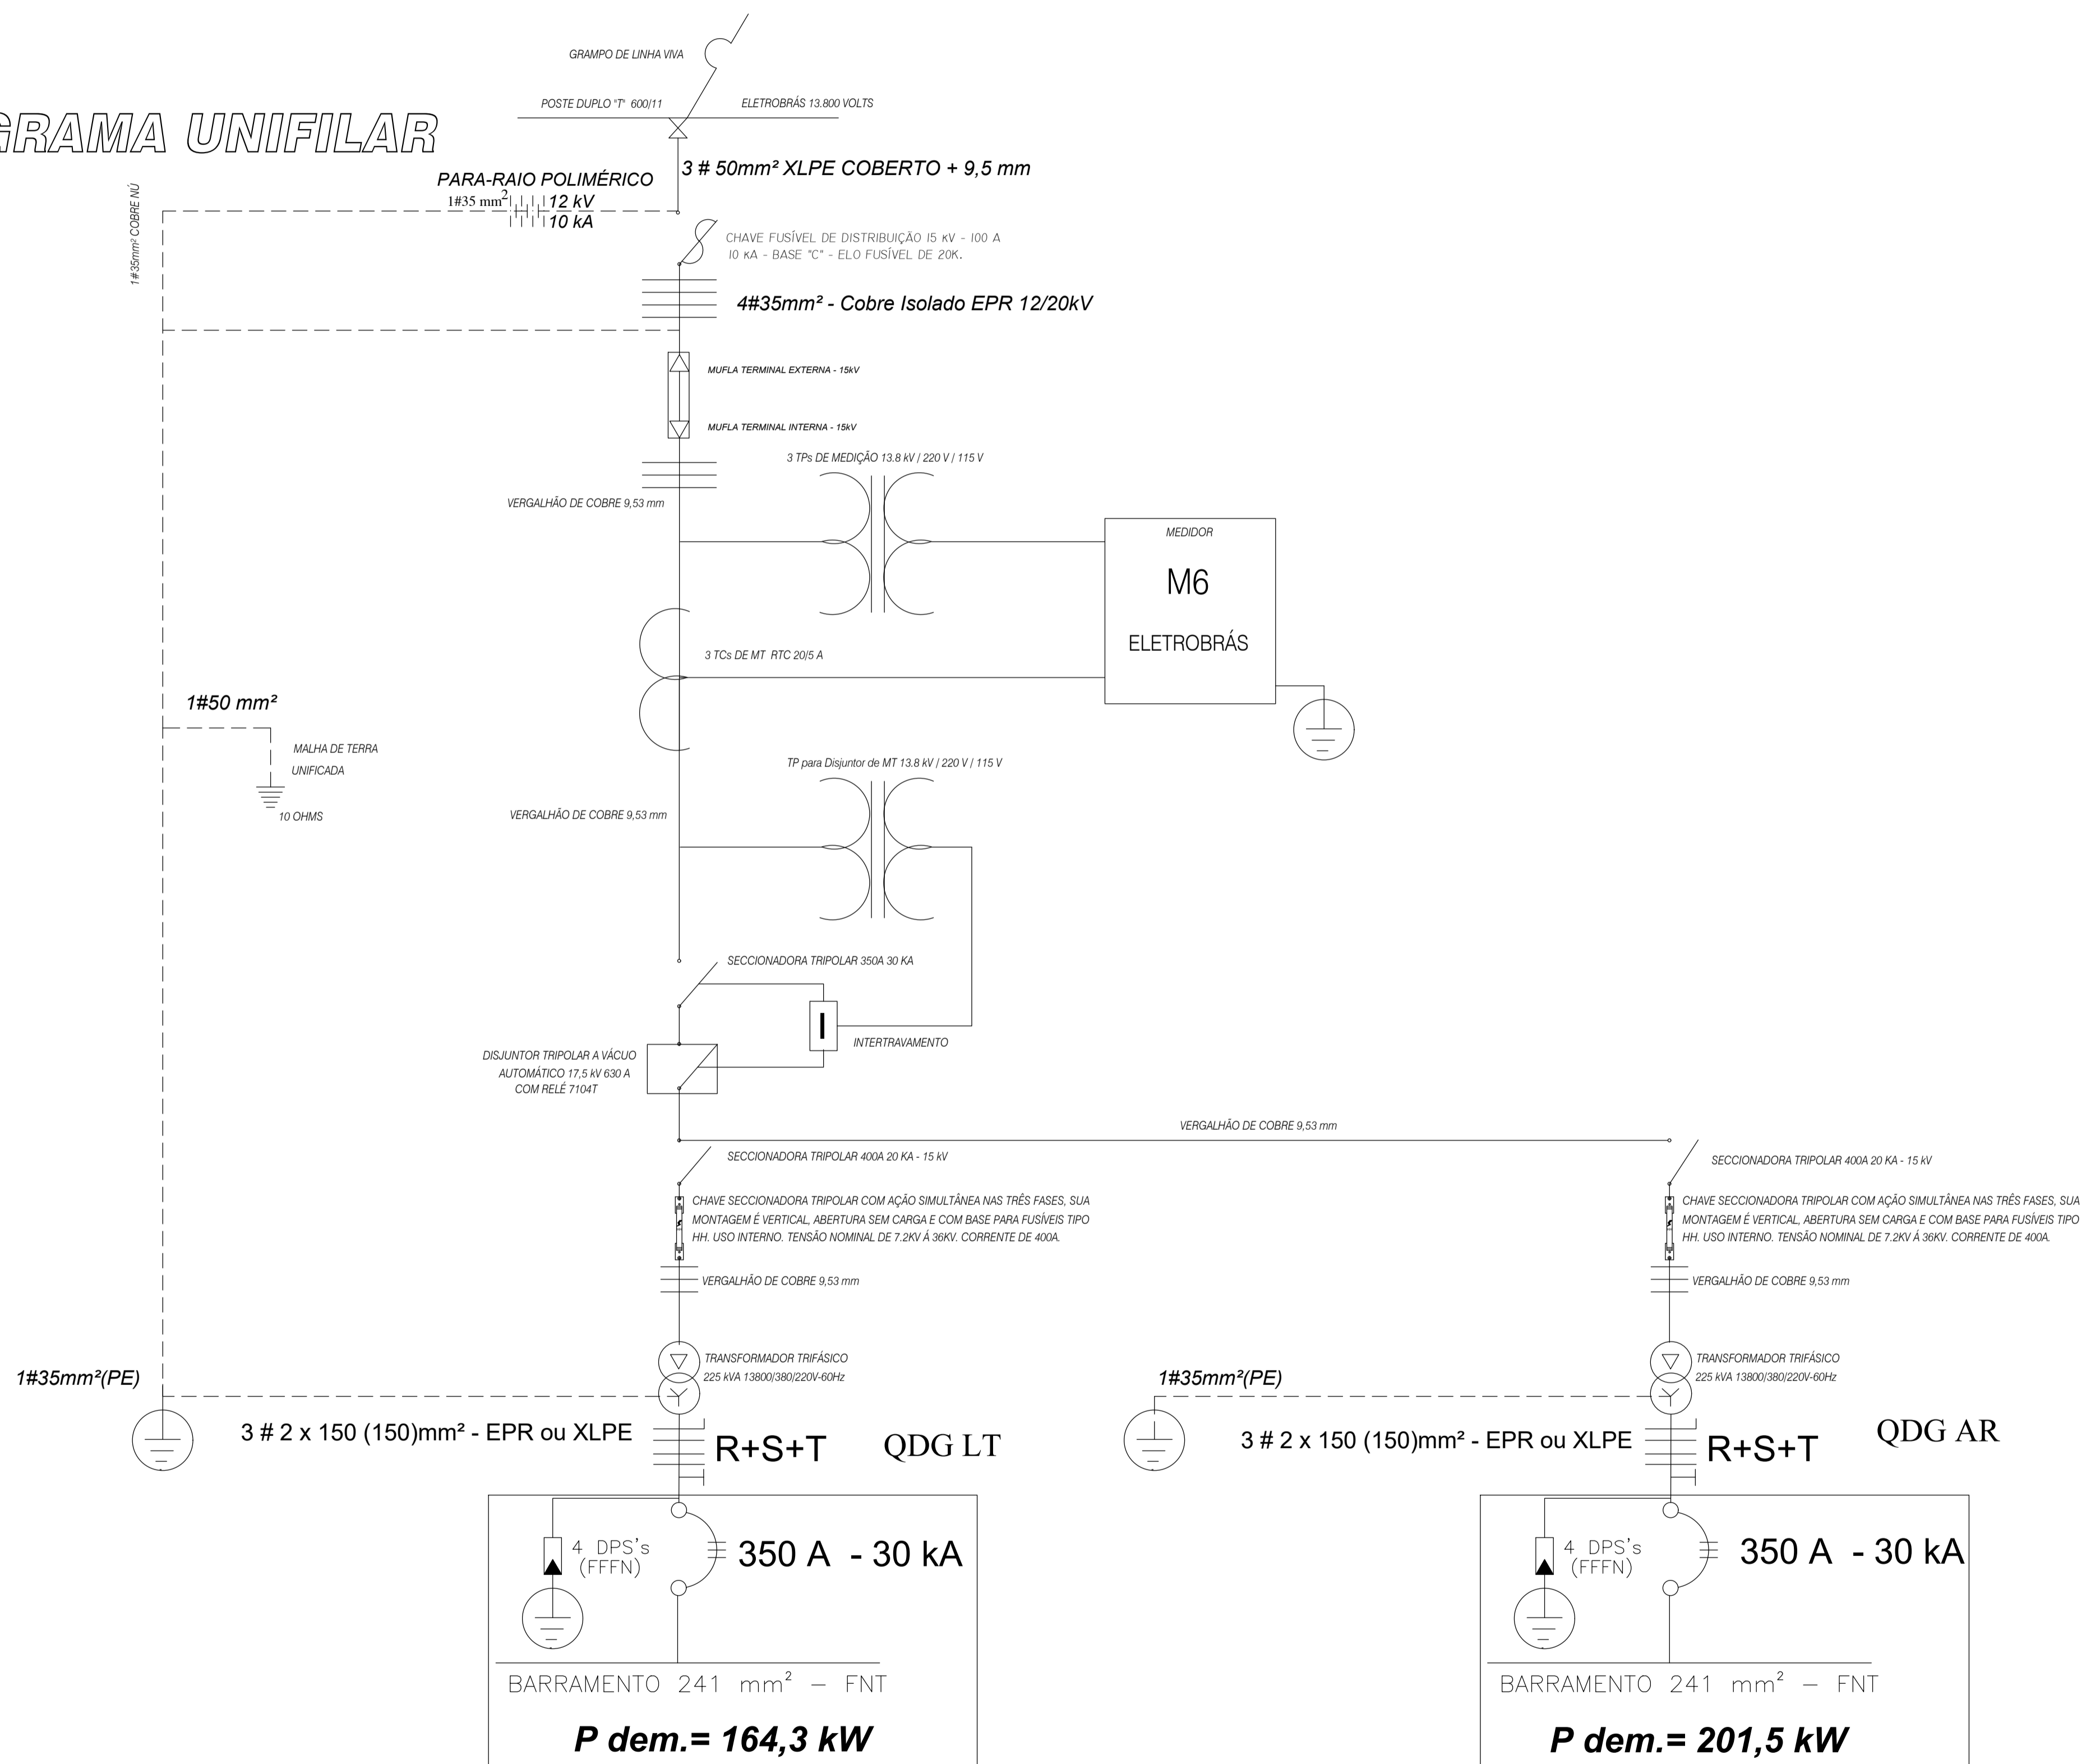 GRAMPO DE LINHA VIVA
POSTE DUPLO "T" 600/11
ELETROBRÁS 13.800 VOLTS
GRAMA UNIFILAR
3 # 50mm² XLPE COBERTO + 9,5 mm
PARA-RAIO POLIMÉRICO
1#35 mm²
12 kV
10 kA
1#35mm² COBRE NÚ
CHAVE FUSÍVEL DE DISTRIBUIÇÃO 15 kV - 100 A
10 kA - BASE "C" - ELO FUSÍVEL DE 20K.
4#35mm² - Cobre Isolado EPR 12/20kV
MUFLA TERMINAL EXTERNA - 15kV
MUFLA TERMINAL INTERNA - 15kV
3 TPs DE MEDIÇÃO 13.8 kV / 220 V / 115 V
VERGALHÃO DE COBRE 9,53 mm
MEDIDOR
M6
ELETROBRÁS
3 TCs DE MT RTC 20/5 A
1#50 mm²
MALHA DE TERRA
UNIFICADA
10 OHMS
TP para Disjuntor de MT 13.8 kV / 220 V / 115 V
VERGALHÃO DE COBRE 9,53 mm
SECCIONADORA TRIPOLAR 350A 30 KA
I
INTERTRAVAMENTO
DISJUNTOR TRIPOLAR A VÁCUO
AUTOMÁTICO 17,5 kV 630 A
COM RELÉ 7104T
VERGALHÃO DE COBRE 9,53 mm
SECCIONADORA TRIPOLAR 400A 20 KA - 15 kV
CHAVE SECCIONADORA TRIPOLAR COM AÇÃO SIMULTÂNEA NAS TRÊS FASES, SUA
MONTAGEM É VERTICAL, ABERTURA SEM CARGA E COM BASE PARA FUSÍVEIS TIPO
HH. USO INTERNO. TENSÃO NOMINAL DE 7.2KV Á 36KV. CORRENTE DE 400A.
VERGALHÃO DE COBRE 9,53 mm
SECCIONADORA TRIPOLAR 400A 20 KA - 15 kV
CHAVE SECCIONADORA TRIPOLAR COM AÇÃO SIMULTÂNEA NAS TRÊS FASES, SUA
MONTAGEM É VERTICAL, ABERTURA SEM CARGA E COM BASE PARA FUSÍVEIS TIPO
HH. USO INTERNO. TENSÃO NOMINAL DE 7.2KV Á 36KV. CORRENTE DE 400A.
VERGALHÃO DE COBRE 9,53 mm
1#35mm²(PE)
TRANSFORMADOR TRIFÁSICO
225 kVA 13800/380/220V-60Hz
3 # 2 x 150 (150)mm² - EPR ou XLPE
R+S+T
QDG LT
1#35mm²(PE)
TRANSFORMADOR TRIFÁSICO
225 kVA 13800/380/220V-60Hz
3 # 2 x 150 (150)mm² - EPR ou XLPE
R+S+T
QDG AR
4 DPS's
(FFFN)
350 A - 30 kA
BARRAMENTO 241 mm² - FNT
P dem.= 164,3 kW
4 DPS's
(FFFN)
350 A - 30 kA
BARRAMENTO 241 mm² - FNT
P dem.= 201,5 kW